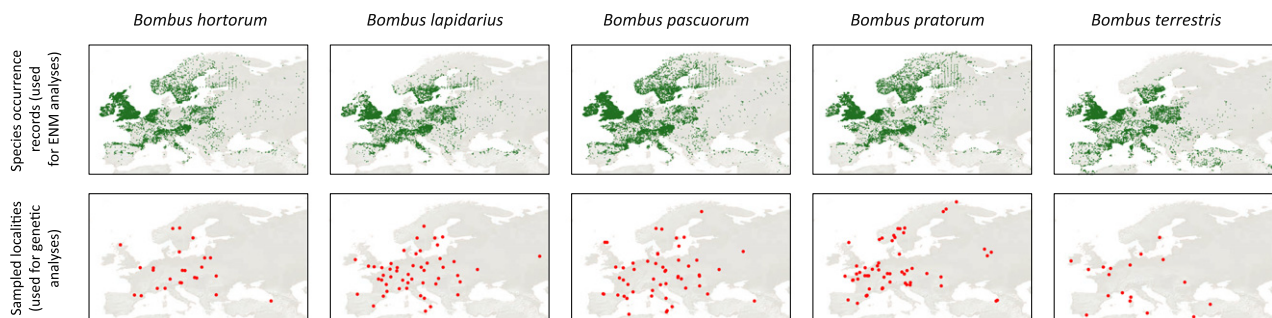 Bombus hortorum
Bombus lapidarius
Bombus pascuorum
Bombus pratorum
Bombus terrestris
Species occurrence
records (used
for ENM analyses)
Sampled localities
(used for genetic
analyses)